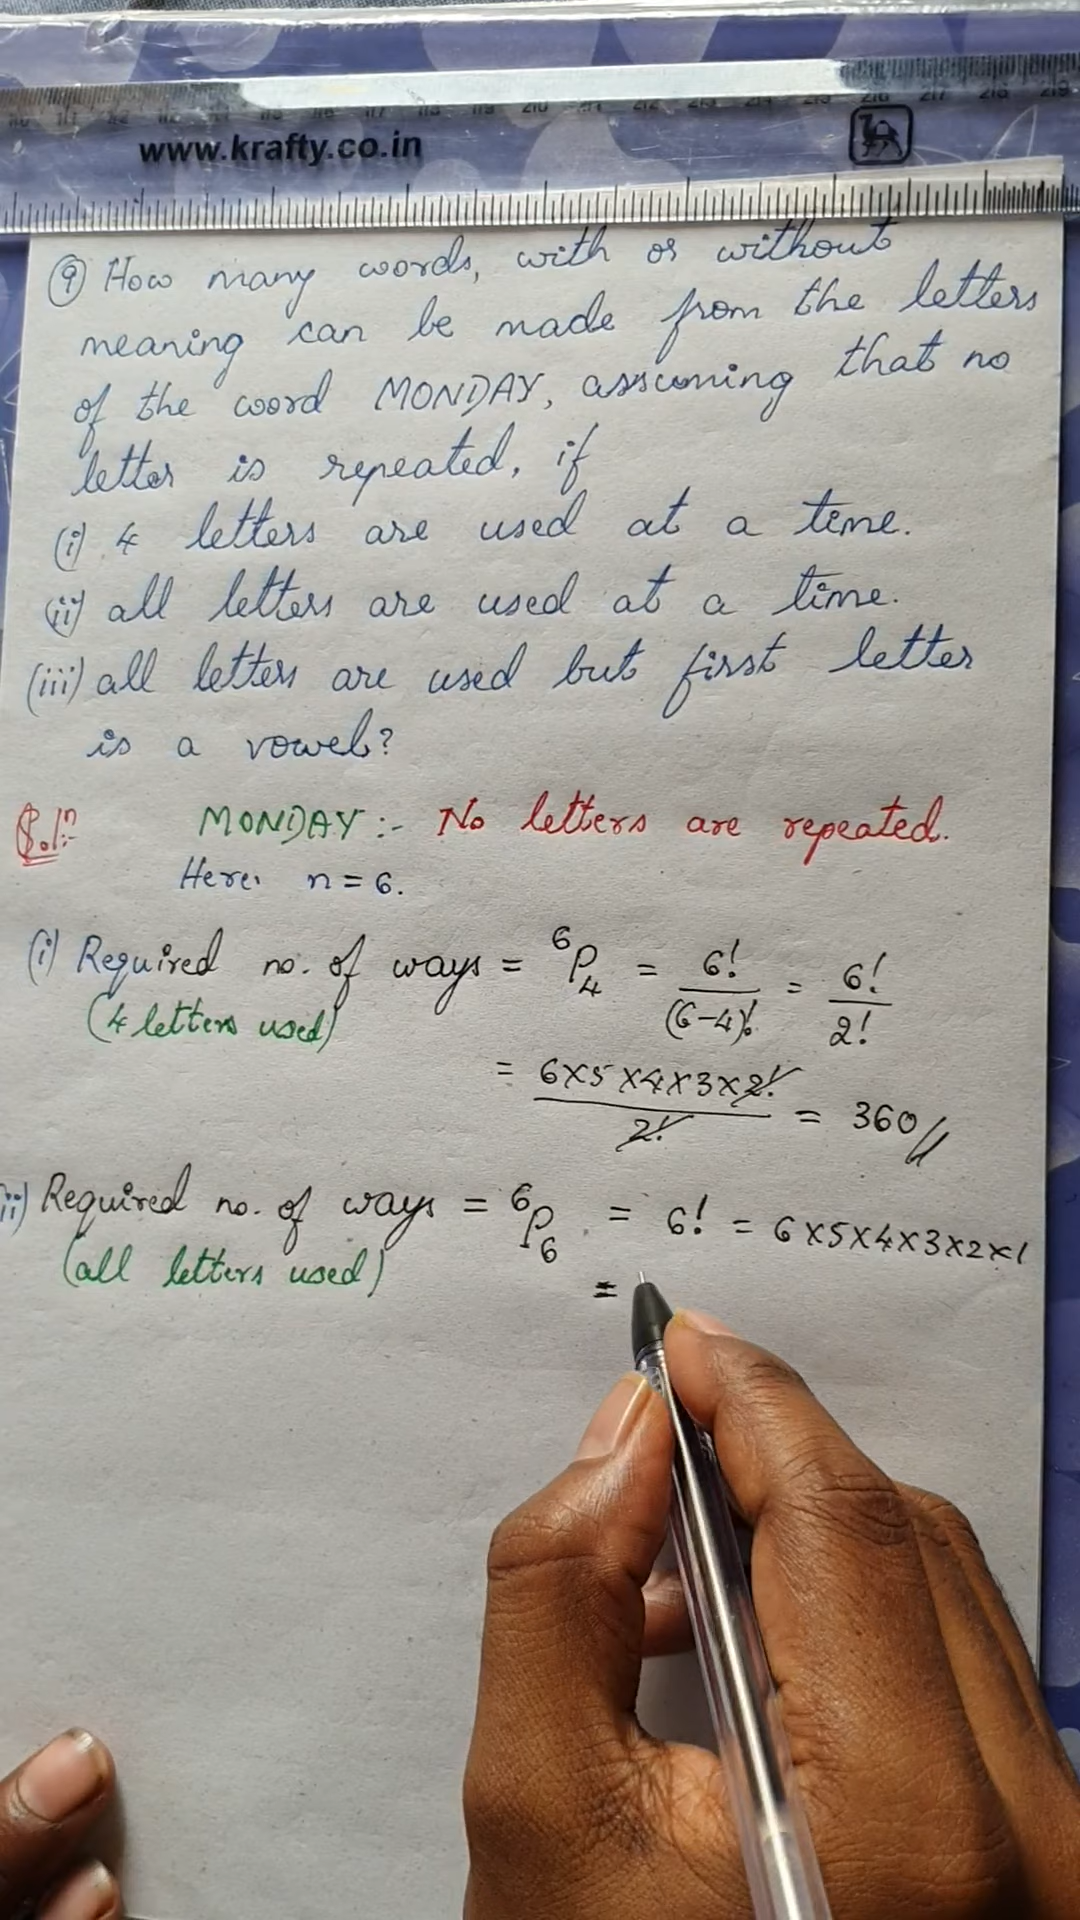 www.krafty.co.in
⑨ How many words, with or without
meaning can be made from the letters
of the word MONDAY, assuming that no
letter is repeated, if
(i) 4 letters are used at a time.
(ii) all letters are used at a time.
(iii) all letters are used but first letter
is a vowel?
Sol:- MONDAY :- No letters are repeated.
Here, n = 6.
(i) Required no. of ways = ⁶P₄ = 6!/(6-4)! = 6!/2!
(4 letters used)
= 6×5×4×3×2!/2! = 360//
ii) Required no. of ways = ⁶P₆ = 6! = 6×5×4×3×2×1
(all letters used)
=